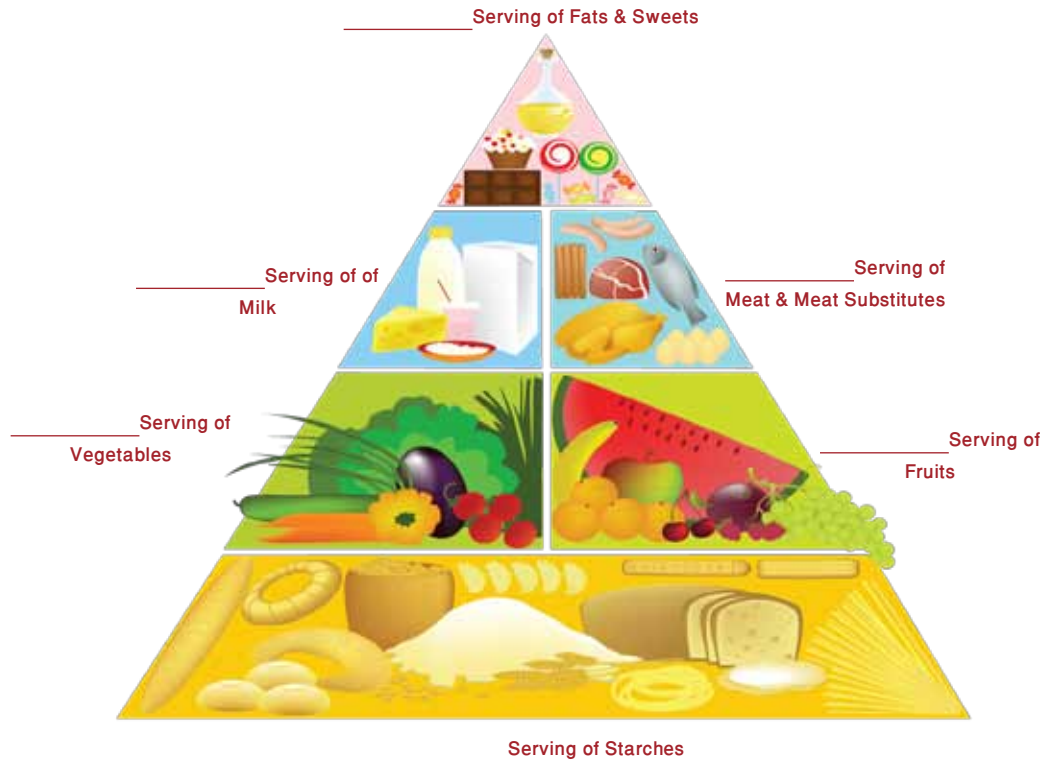 ____________Serving of Fats & Sweets
____________Serving of of
Milk
____________Serving of
Meat & Meat Substitutes
____________Serving of
Vegetables
____________Serving of
Fruits
Serving of Starches